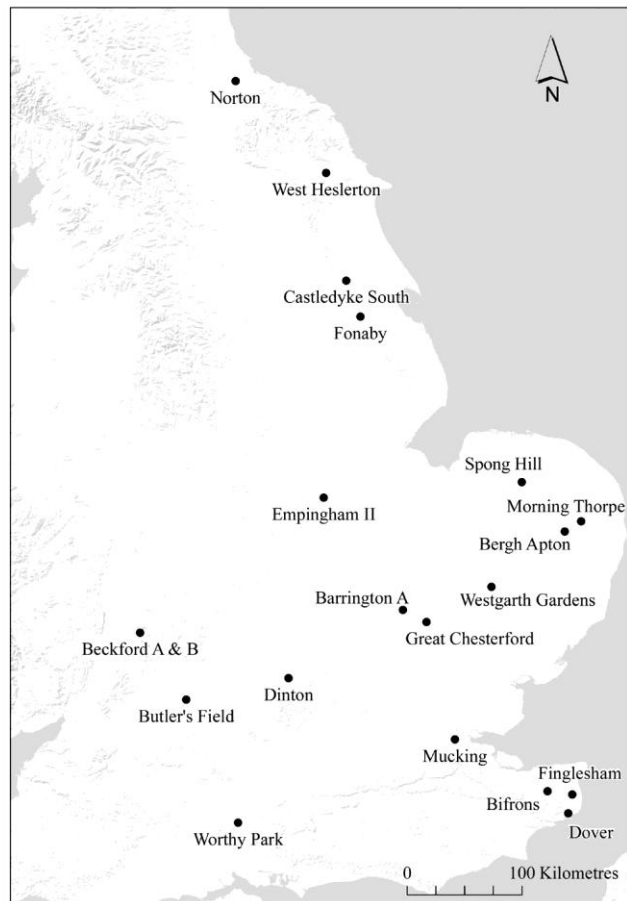 N
Norton
West Heslerton
Castledyke South
Fonaby
Spong Hill
Morning Thorpe
Empingham II
Bergh Apton
Westgarth Gardens
Barrington A
Great Chesterford
Beckford A & B
Dinton
Butler's Field
Mucking
Finglesham
Bifrons
Dover
Worthy Park
0 100 Kilometres